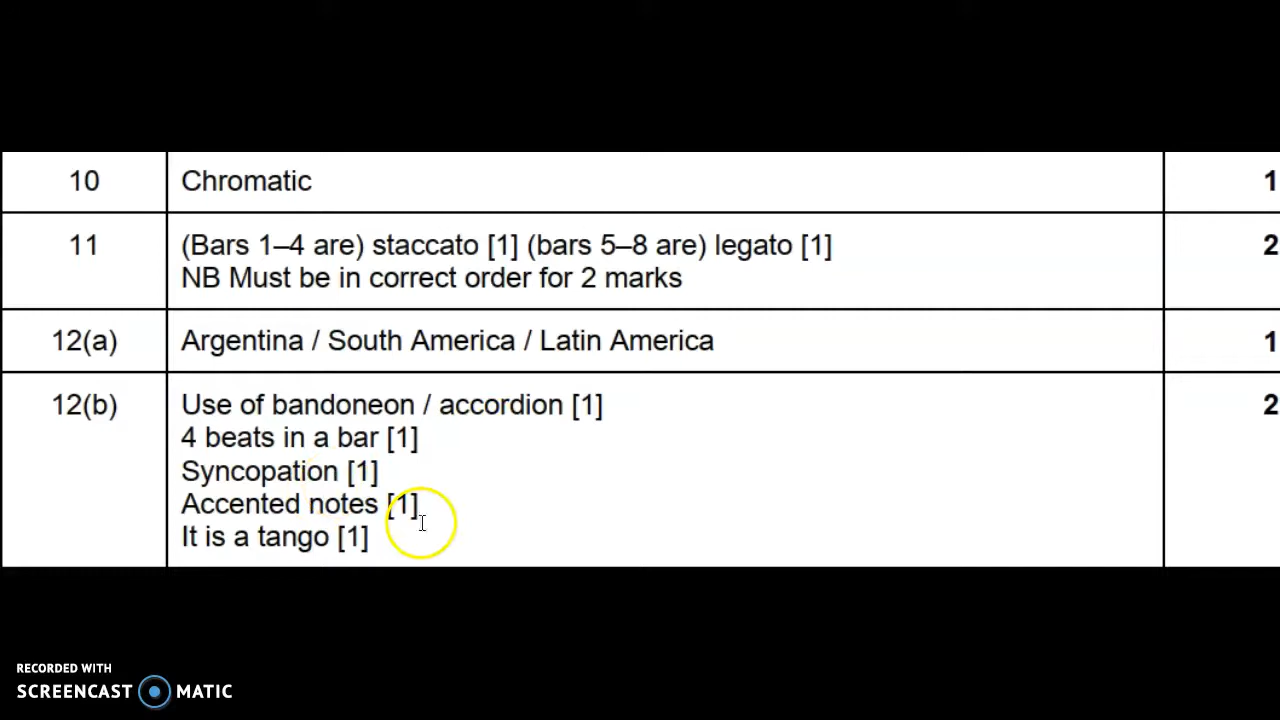 10 Chromatic 1
11 (Bars 1–4 are) staccato [1] (bars 5–8 are) legato [1] 2
NB Must be in correct order for 2 marks
12(a) Argentina / South America / Latin America 1
12(b) Use of bandoneon / accordion [1] 2
4 beats in a bar [1]
Syncopation [1]
Accented notes [1]
It is a tango [1]
RECORDED WITH
SCREENCAST MATIC